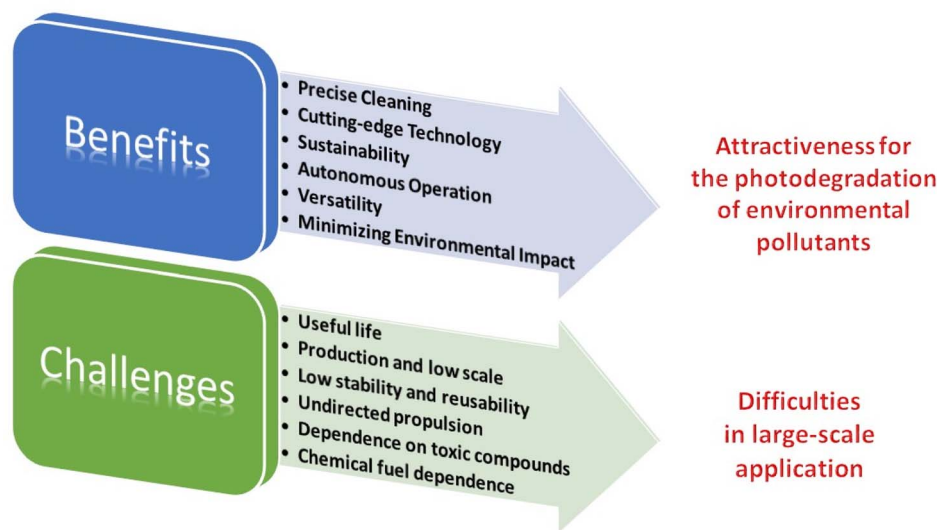 Benefits
• Precise Cleaning
• Cutting-edge Technology
• Sustainability
• Autonomous Operation
• Versatility
• Minimizing Environmental Impact
Attractiveness for
the photodegradation
of environmental
pollutants
Challenges
• Useful life
• Production and low scale
• Low stability and reusability
• Undirected propulsion
• Dependence on toxic compounds
• Chemical fuel dependence
Difficulties
in large-scale
application